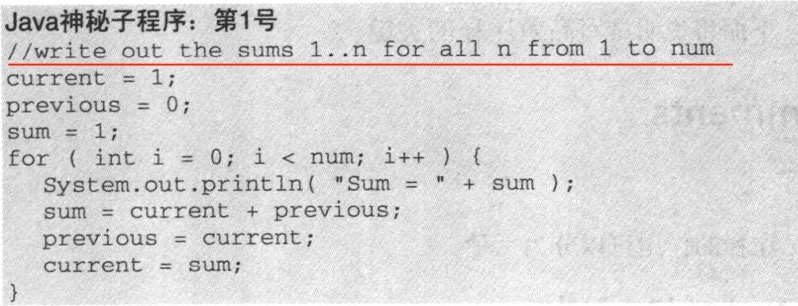 Java神秘子程序：第1号
//write out the sums 1..n for all n from 1 to num
current = 1;
previous = 0;
sum = 1;
for ( int i = 0; i < num; i++ ) {
   System.out.println( "Sum = " + sum );
   sum = current + previous;
   previous = current;
   current = sum;
}